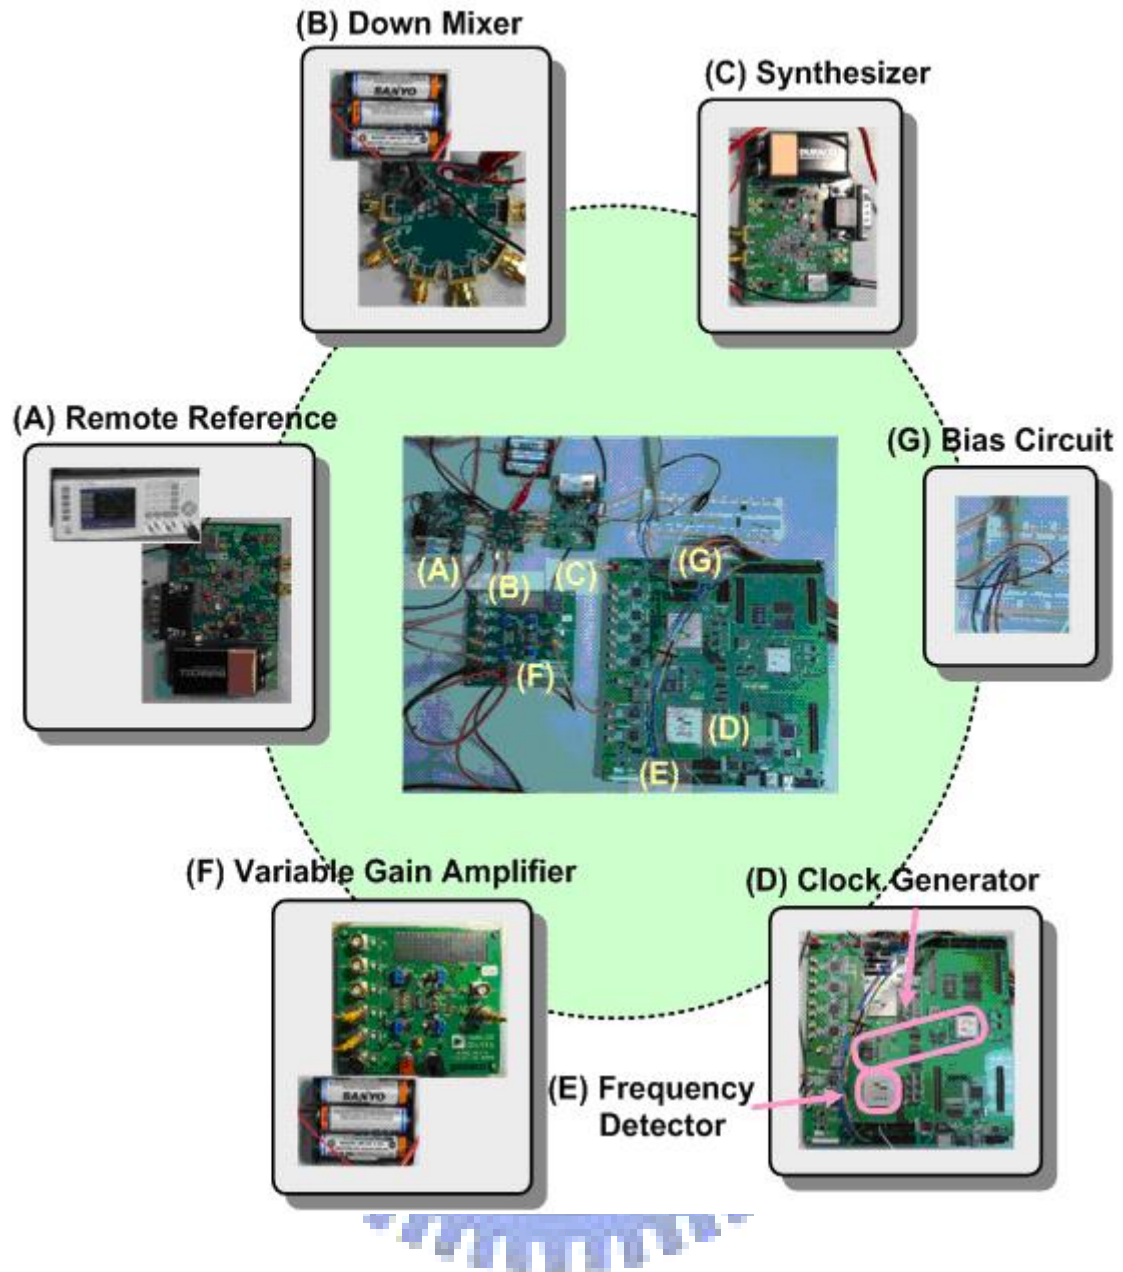 (B) Down Mixer
(C) Synthesizer
SANYO
(A) Remote Reference
(G) Bias Circuit
(A)
(B)
(C)
(G)
(F)
(D)
(E)
(F) Variable Gain Amplifier
(D) Clock Generator
(E) Frequency
Detector
SANYO